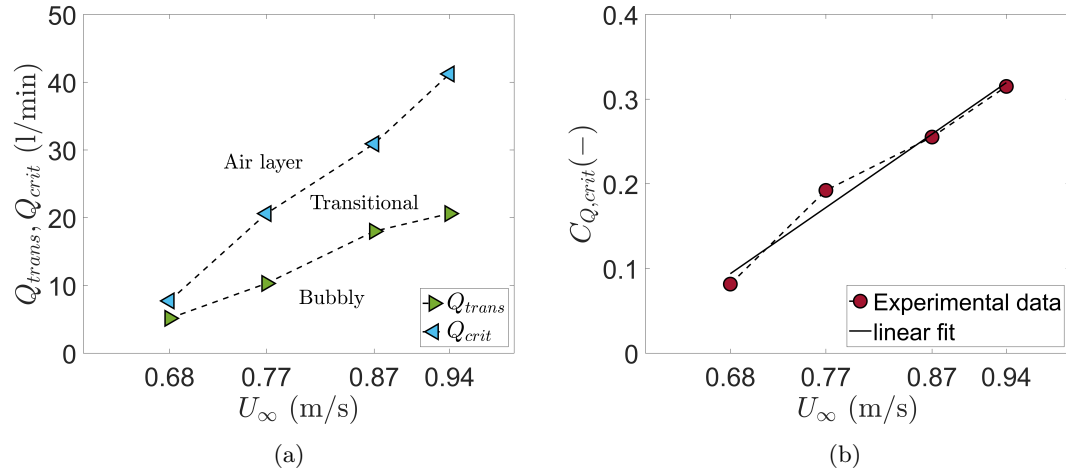 50
40
30
20
10
0
Q_{trans}, Q_{crit} (l/min)
Air layer
Transitional
Bubbly
Q_{trans}
Q_{crit}
0.68 0.77 0.87 0.94
U_∞ (m/s)
(a)
0.4
0.3
0.2
0.1
0
C_{Q,crit}(−)
Experimental data
linear fit
0.68 0.77 0.87 0.94
U_∞ (m/s)
(b)